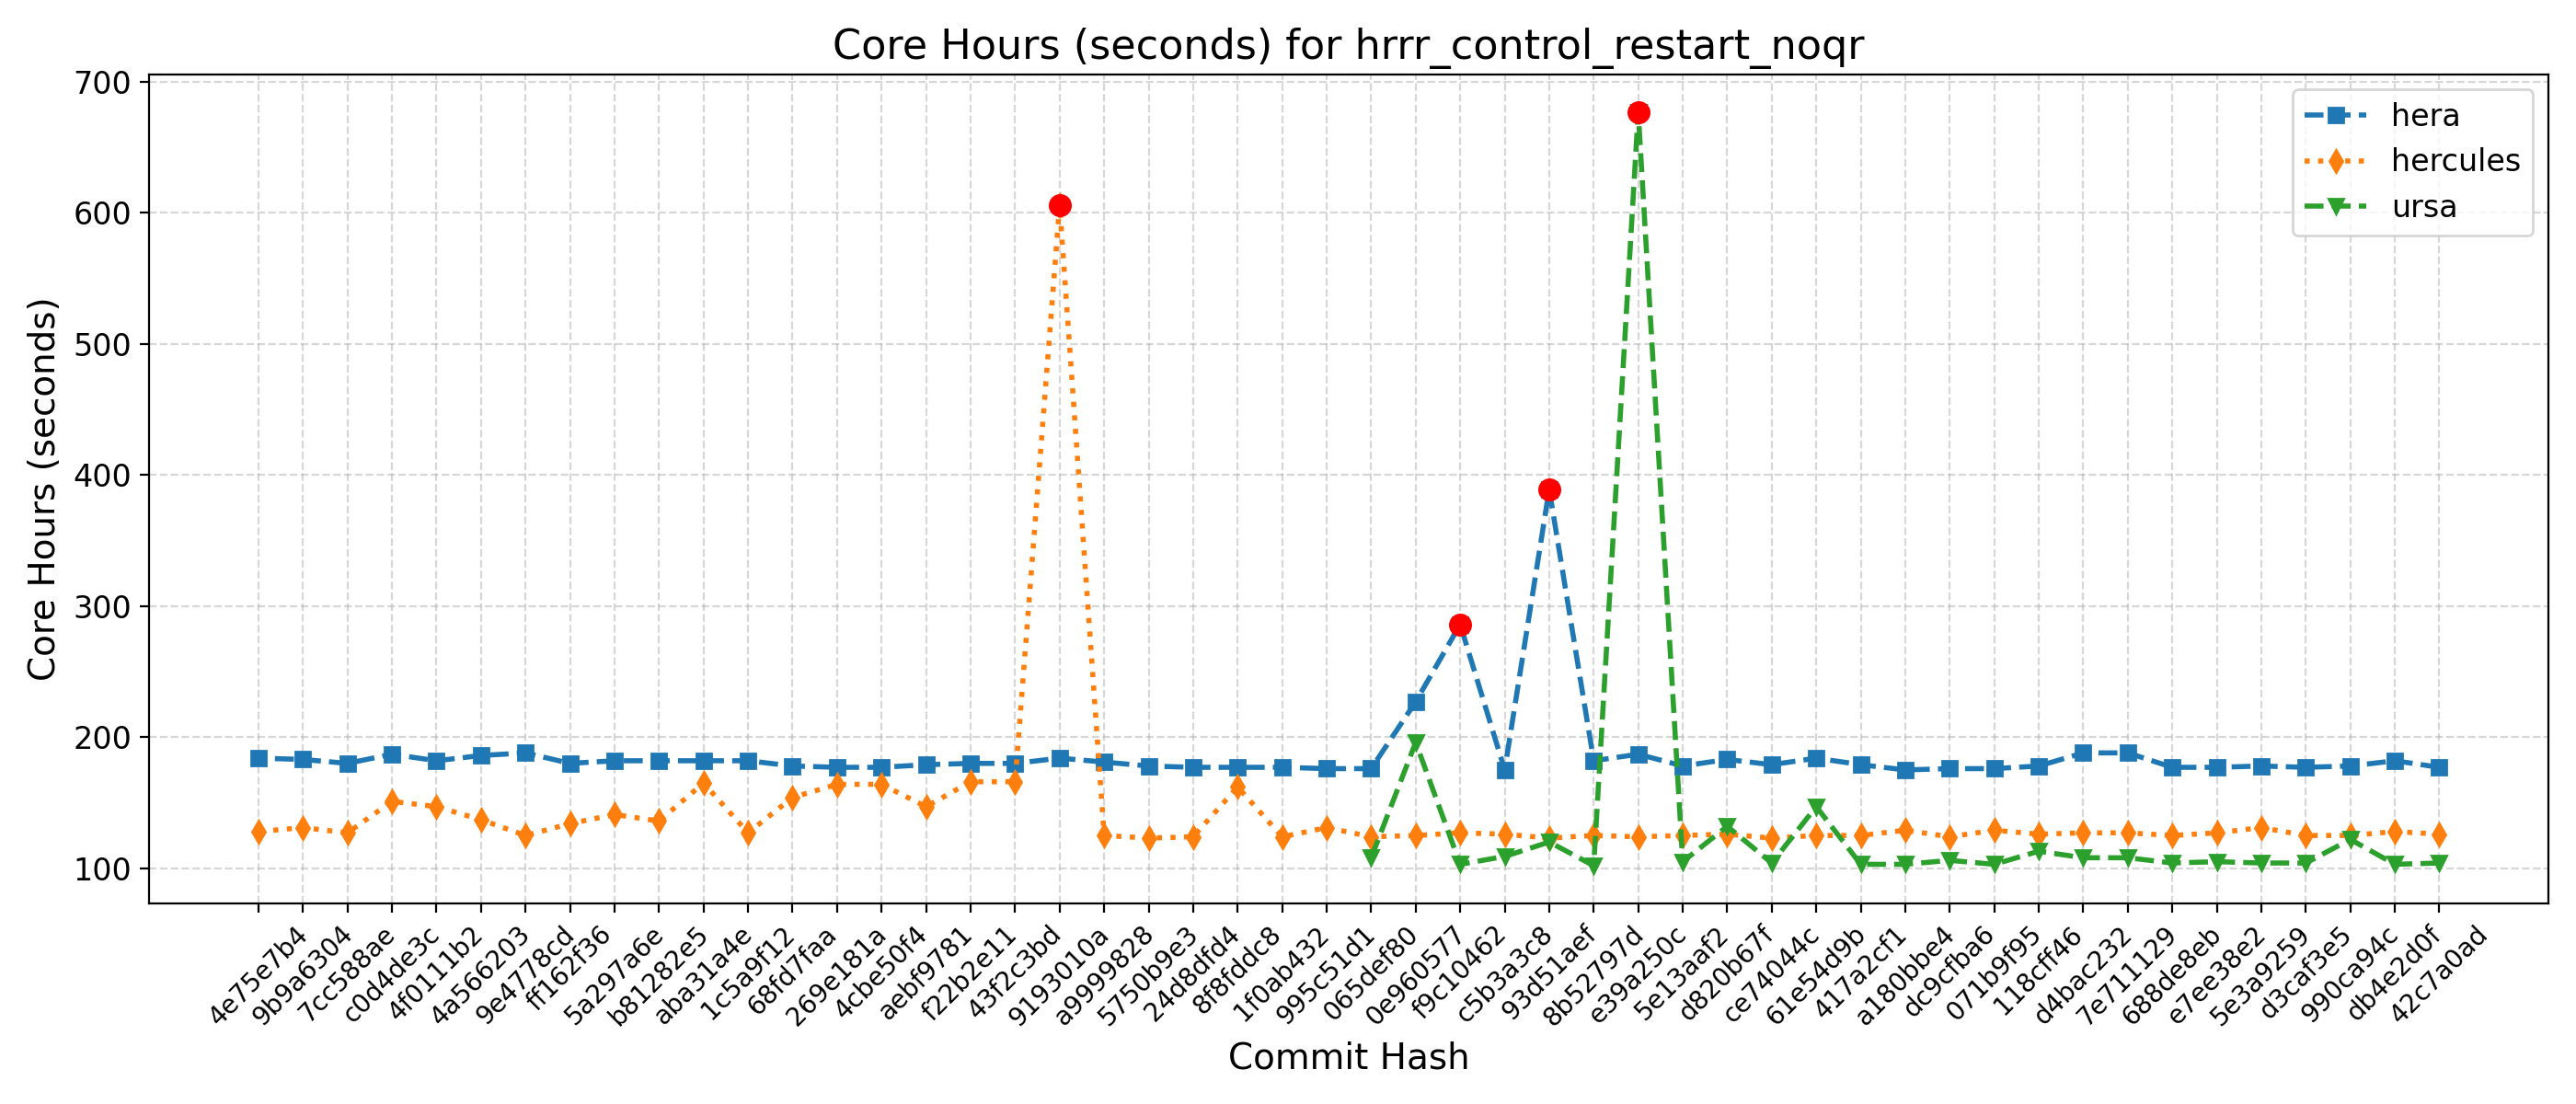 Core Hours (seconds) for hrrr_control_restart_noqr
Core Hours (seconds)
700
600
500
400
300
200
100
hera
hercules
ursa
4e75e7b4
9b9a6304
7cc588ae
c0d4de3c
4f0111b2
4a566203
9e4778cd
ff162f36
5a297a6e
b81282e5
aba31a4e
1c5a9f12
68fd7faa
269e181a
4cbe50f4
aebf9781
f22b2e11
43f2c3bd
9193010a
a9999828
5750b9e3
24d8dfd4
8f8fddc8
1f0ab432
995c51d1
065def80
0e960577
f9c10462
c5b3a3c8
93d51aef
8b52797d
e39a250c
5e13aaf2
d820b67f
ce74044c
61e54d9b
417a2cf1
a180bbe4
dc9cfba6
071b9f95
118cff46
d4bac232
7e711129
688de8eb
e7ee38e2
5e3a9259
d3caf3e5
990ca94c
db4e2d0f
42c7a0ad
Commit Hash